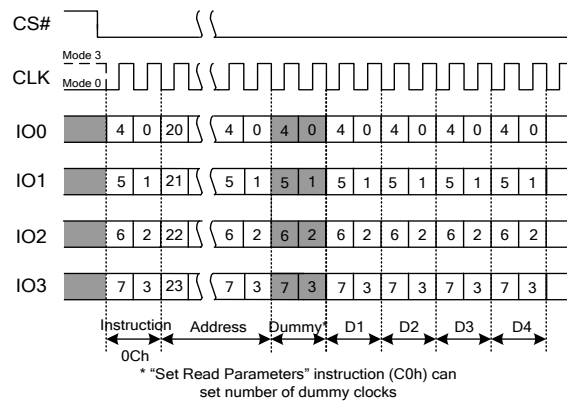 CS#
Mode 3
CLK
Mode 0
IO0 4 0 20 4 0 4 0 4 0 4 0 4 0 4 0
IO1 5 1 21 5 1 5 1 5 1 5 1 5 1 5 1
IO2 6 2 22 6 2 6 2 6 2 6 2 6 2 6 2
IO3 7 3 23 7 3 7 3 7 3 7 3 7 3 7 3
Instruction Address Dummy* D1 D2 D3 D4
0Ch
* “Set Read Parameters” instruction (C0h) can
set number of dummy clocks